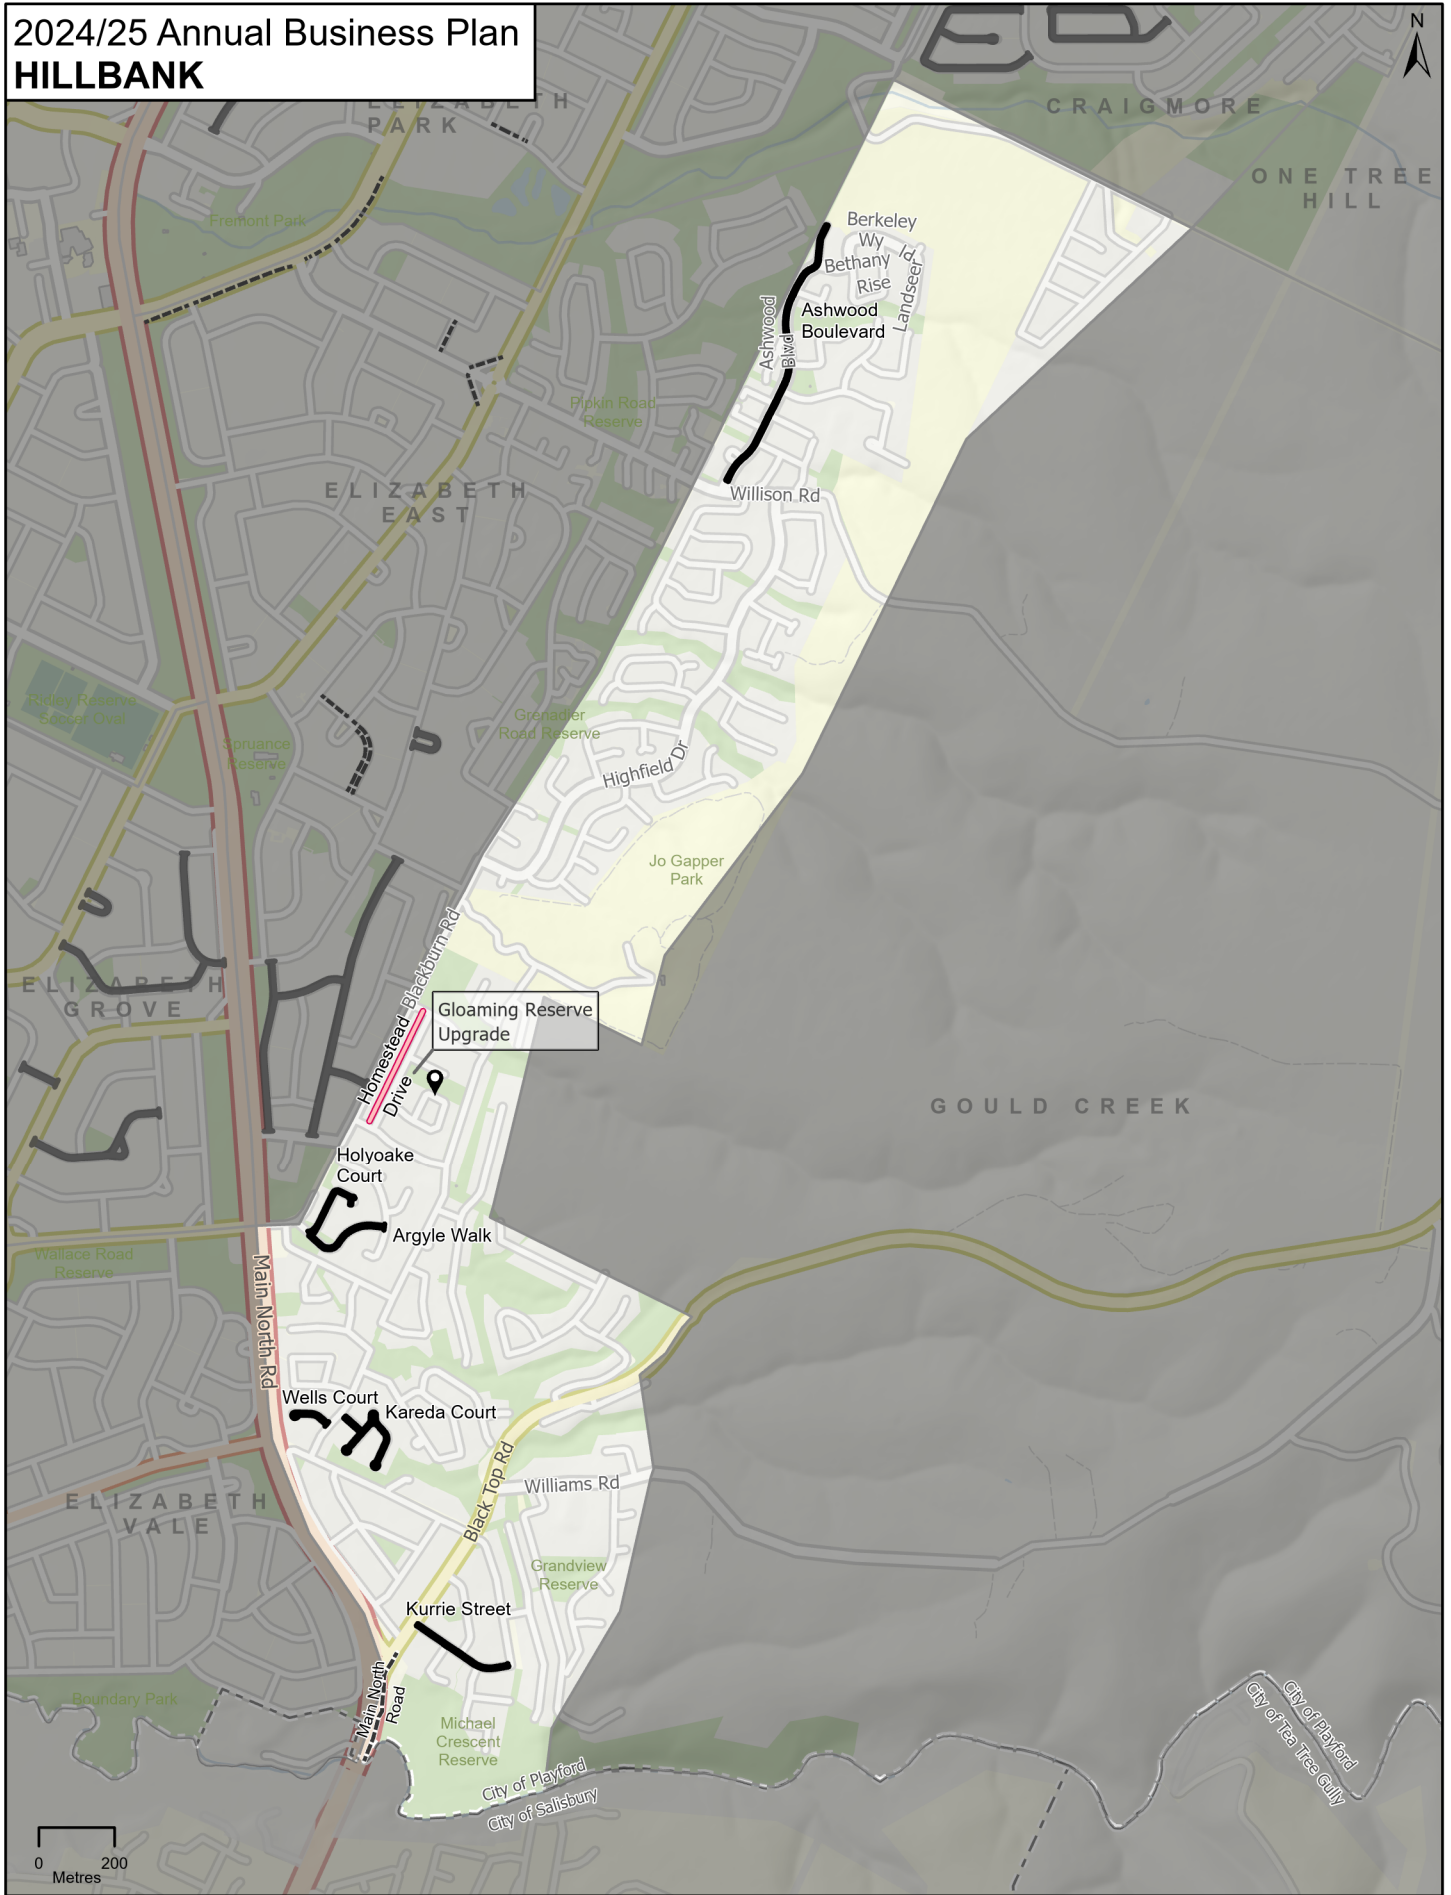 2024/25 Annual Business Plan
HILLBANK
N
ELIZABETH
PARK
CRAIGMORE
ONE TREE
HILL
Fremont Park
Berkeley
Wy
Bethany
Rise
Landseer
Ashwood
Blvd
Ashwood
Boulevard
Pipkin Road
Reserve
Willison Rd
ELIZABETH
EAST
Ridley Reserve
Soccer Oval
Spruance
Reserve
Grenadier
Road Reserve
Highfield Dr
Jo Gapper
Park
Blackburn Rd
ELIZABETH
GROVE
Gloaming Reserve
Upgrade
Homestead
Drive
GOULD CREEK
Holyoake
Court
Argyle Walk
Wallace Road
Reserve
Main North Rd
Wells Court
Kareda Court
Black Top Rd
Williams Rd
ELIZABETH
VALE
Grandview
Reserve
Kurrie Street
Main North
Road
Boundary Park
Michael
Crescent
Reserve
City of Playford
City of Salisbury
City of Playford
City of Tea Tree Gully
0 200
Metres